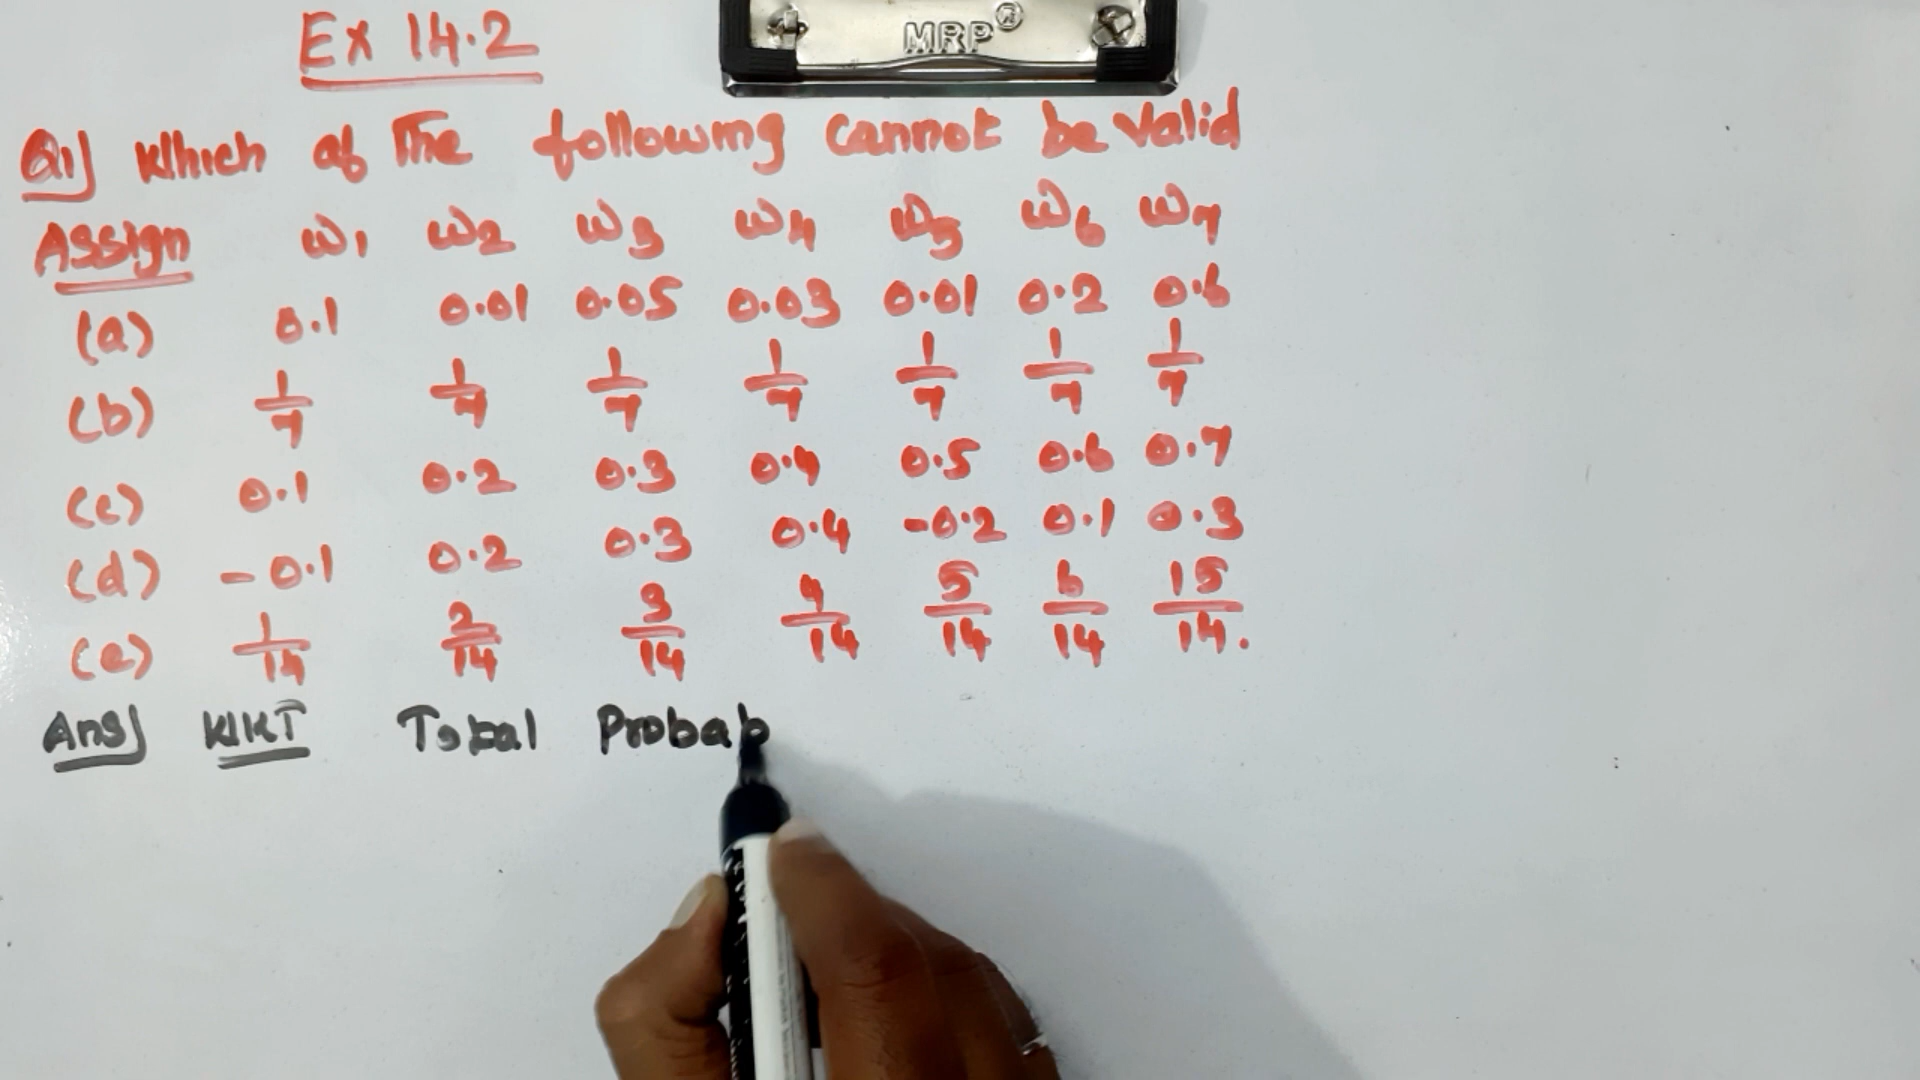 MRP®
Ex 14.2
Q1] Which of The following cannot be valid
Assign ω1 ω2 ω3 ω4 ω5 ω6 ω7
(a) 0.1 0.01 0.05 0.03 0.01 0.2 0.6
(b) 1/7 1/7 1/7 1/7 1/7 1/7 1/7
(c) 0.1 0.2 0.3 0.4 0.5 0.6 0.7
(d) -0.1 0.2 0.3 0.4 -0.2 0.1 0.3
(e) 1/14 2/14 3/14 4/14 5/14 6/14 15/14.
Ans] WKT Total Probab